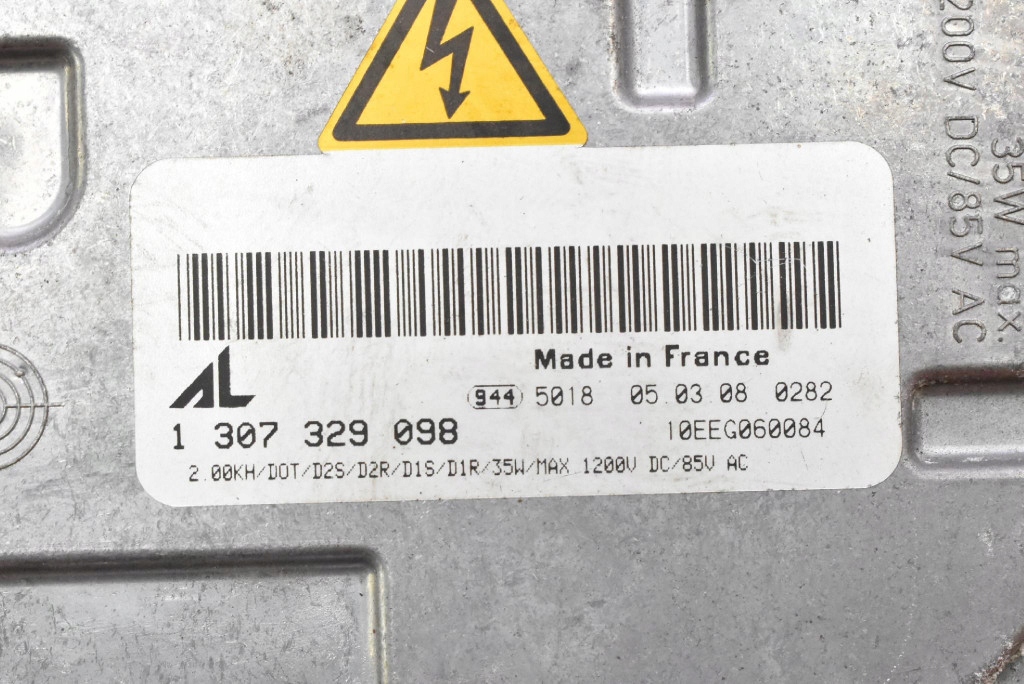 AL
Made in France
944 5018 05.03.08 0282
1 307 329 098
10EEG060084
2.00KH/DOT/D2S/D2R/D1S/D1R/35W/MAX.1200V DC/85V AC
35W max.
200V DC/85V AC